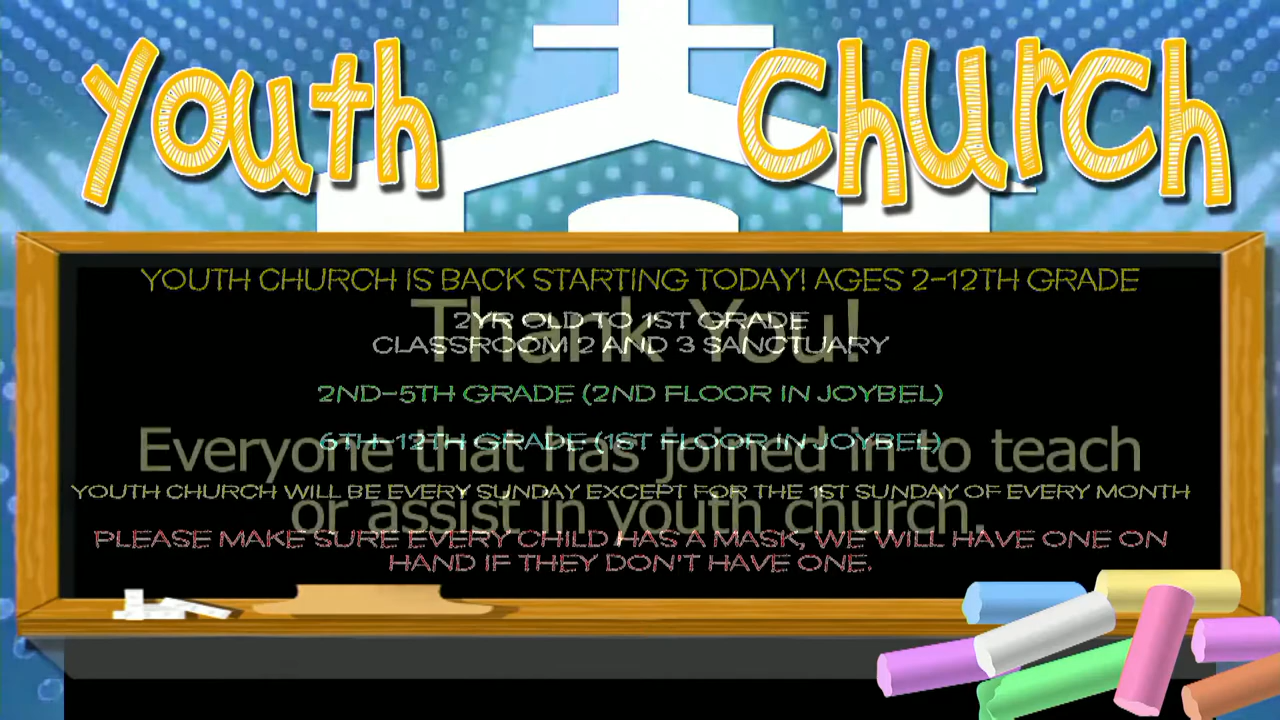 Youth Church
YOUTH CHURCH IS BACK STARTING TODAY! AGES 2-12TH GRADE
Thank You!
2YR OLD TO 1ST GRADE
CLASSROOM 2 AND 3 SANCTUARY
2ND-5TH GRADE (2ND FLOOR IN JOYBEL)
6TH-12TH GRADE (1ST FLOOR IN JOYBEL)
Everyone that has joined in to teach
YOUTH CHURCH WILL BE EVERY SUNDAY EXCEPT FOR THE 1ST SUNDAY OF EVERY MONTH
or assist in youth church.
PLEASE MAKE SURE EVERY CHILD HAS A MASK, WE WILL HAVE ONE ON
HAND IF THEY DON'T HAVE ONE.